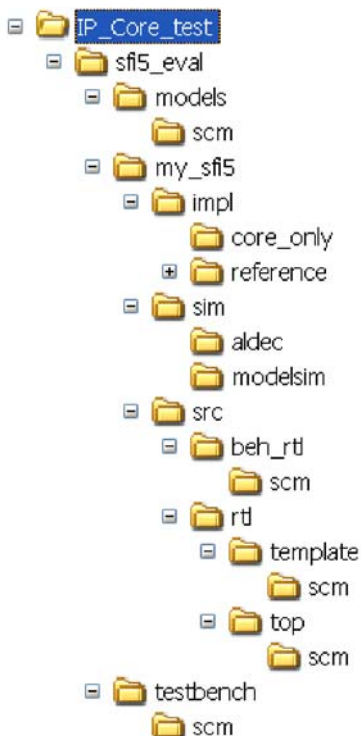 IP_Core_test
sfi5_eval
models
scm
my_sfi5
impl
core_only
reference
sim
aldec
modelsim
src
beh_rtl
scm
rtl
template
scm
top
scm
testbench
scm